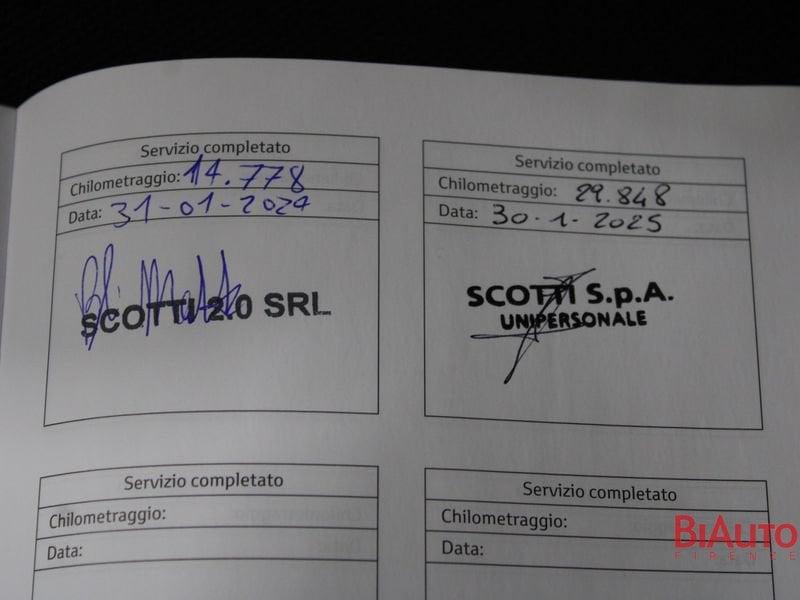 Servizio completato
Chilometraggio: 14.778
Data: 31-01-2024
SCOTTI 2.0 SRL
Servizio completato
Chilometraggio: 29.848
Data: 30-1-2025
SCOTTI S.p.A.
UNIPERSONALE
Servizio completato
Chilometraggio:
Data:
Servizio completato
Chilometraggio:
Data:
BIAUTO
FIRENZE